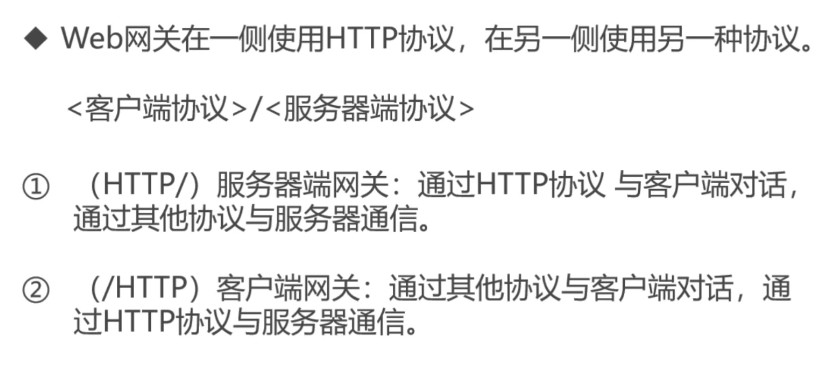 ◆ Web网关在一侧使用HTTP协议，在另一侧使用另一种协议。
<客户端协议>/<服务器端协议>
① （HTTP/）服务器端网关：通过HTTP协议 与客户端对话，
通过其他协议与服务器通信。
② （/HTTP）客户端网关：通过其他协议与客户端对话，通
过HTTP协议与服务器通信。